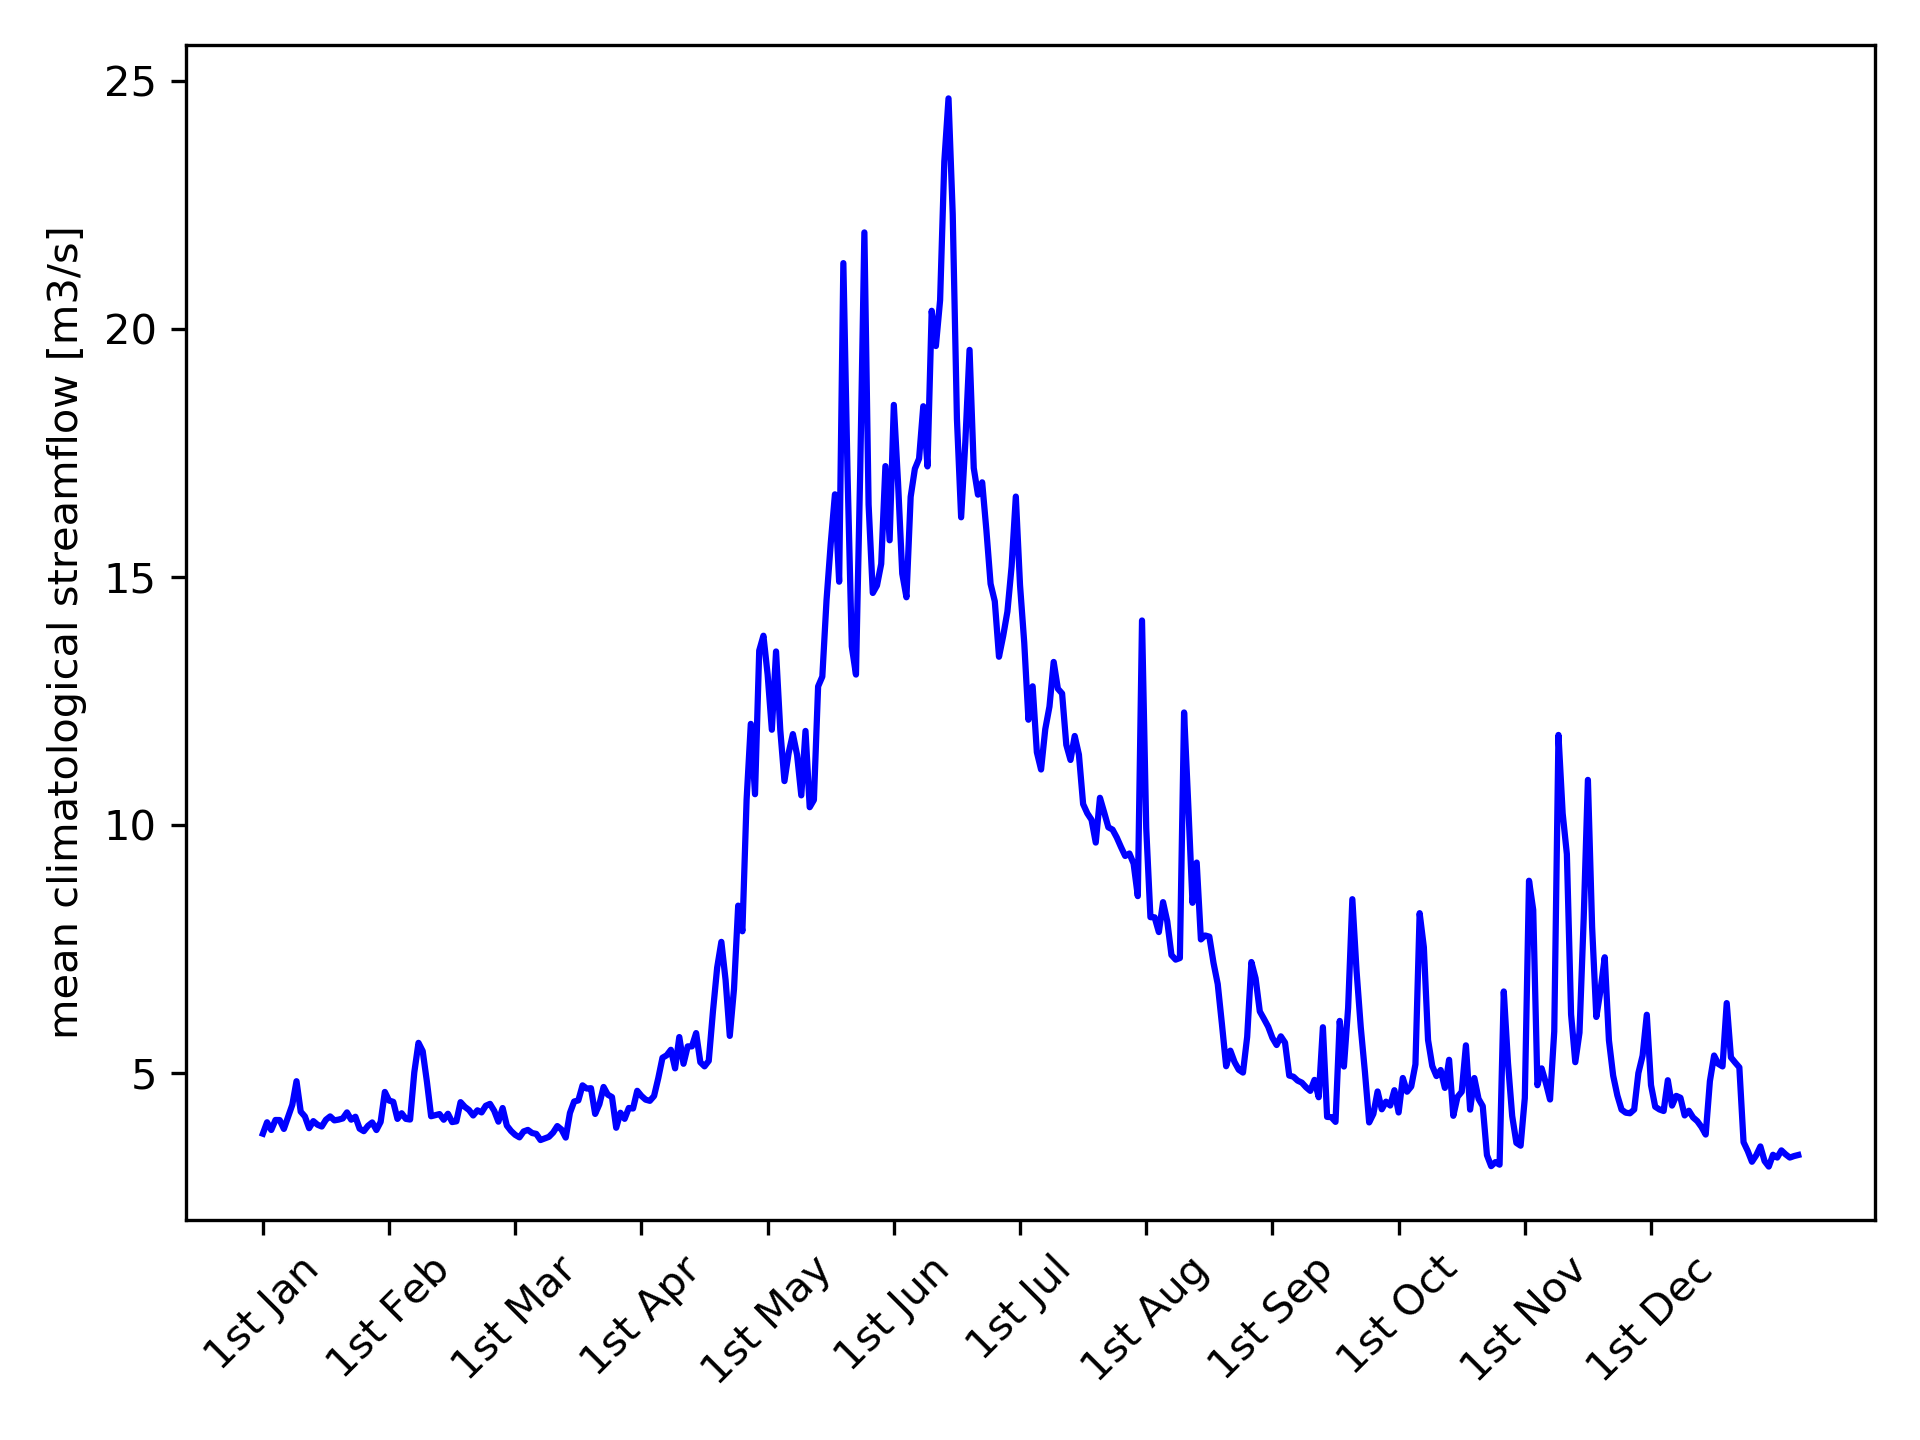 mean climatological streamflow [m3/s]
25
20
15
10
5
1st Jan
1st Feb
1st Mar
1st Apr
1st May
1st Jun
1st Jul
1st Aug
1st Sep
1st Oct
1st Nov
1st Dec